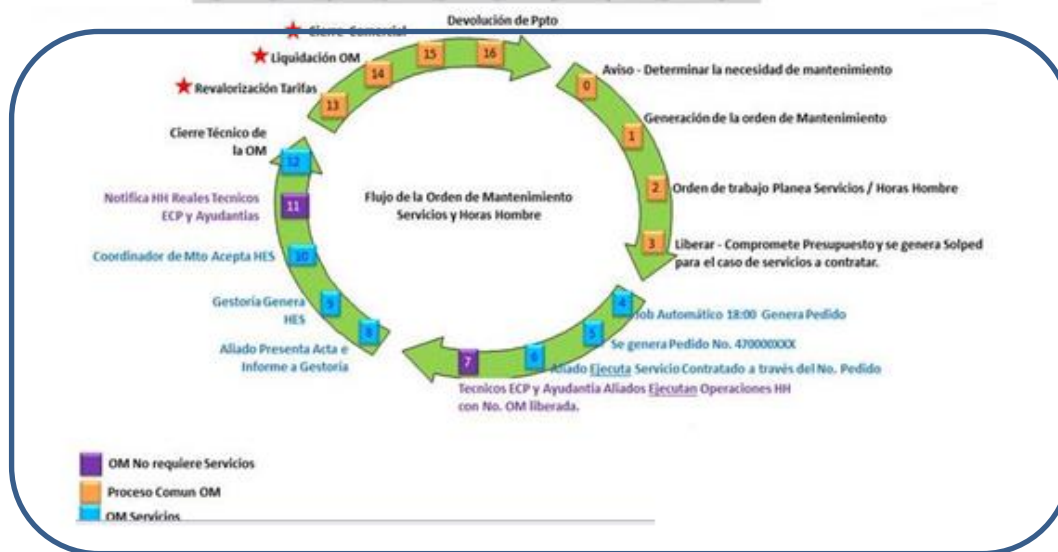 Devolución de Ppto
Cierre Comercial
Liquidación OM
Revalorización Tarifas
Cierre Técnico de
la OM
Notifica HH Reales Tecnicos
ECP y Ayudantias
Coordinador de Mto Acepta HES
Gestoría Genera
HES
Aliado Presenta Acta e
Informe a Gestoría
16
15
14
13
12
11
10
9
8
0
1
2
3
4
5
6
7
Aviso - Determinar la necesidad de mantenimiento
Generación de la orden de Mantenimiento
Orden de trabajo Planea Servicios / Horas Hombre
Liberar - Compromete Presupuesto y se genera Solped
para el caso de servicios a contratar.
Job Automático 18:00 Genera Pedido
Se genera Pedido No. 470000XXX
Aliado Ejecuta Servicio Contratado a través del No. Pedido
Tecnicos ECP y Ayudantia Aliados Ejecutan Operaciones HH
con No. OM liberada.
Flujo de la Orden de Mantenimiento
Servicios y Horas Hombre
OM No requiere Servicios
Proceso Comun OM
OM Servicios